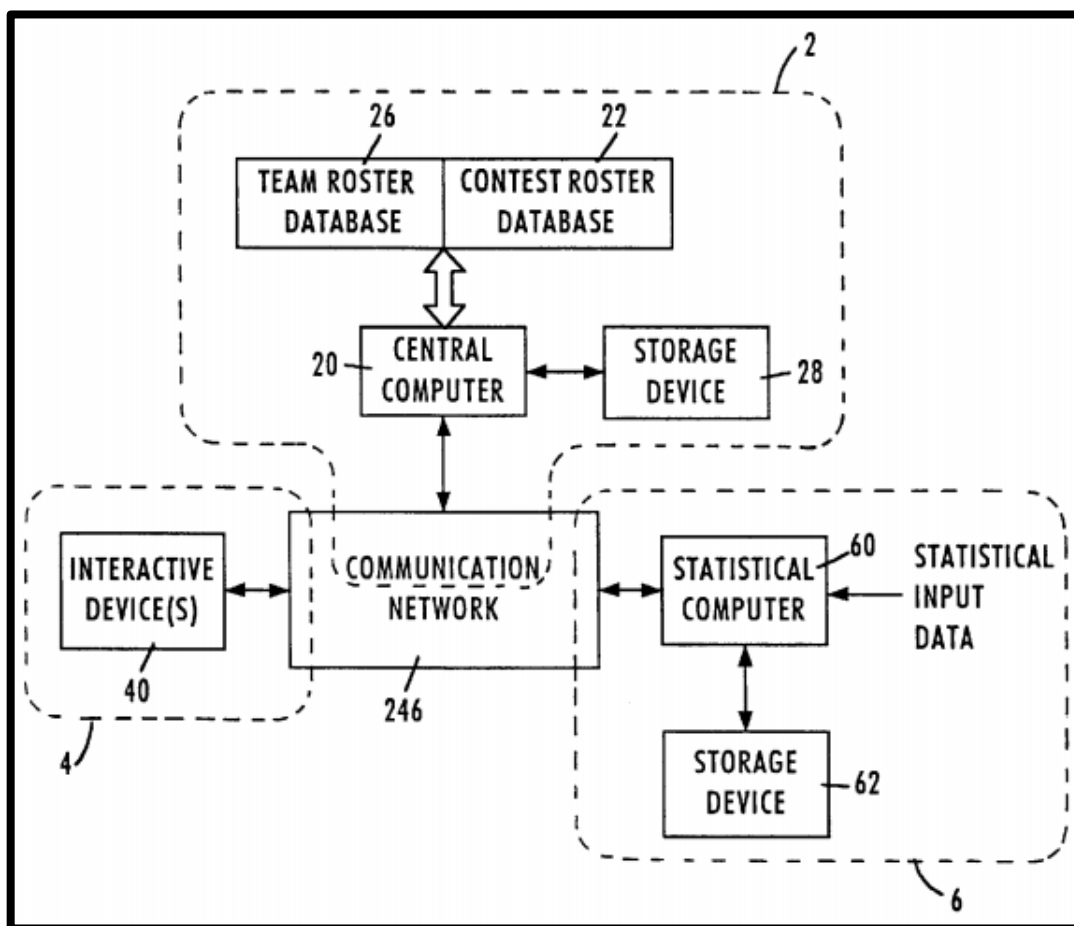 2
26
22
TEAM ROSTER
DATABASE
CONTEST ROSTER
DATABASE
20
CENTRAL
COMPUTER
STORAGE
DEVICE
28
INTERACTIVE
DEVICE(S)
40
4
COMMUNICATION
NETWORK
246
60
STATISTICAL
COMPUTER
STATISTICAL
INPUT
DATA
STORAGE
DEVICE
62
6